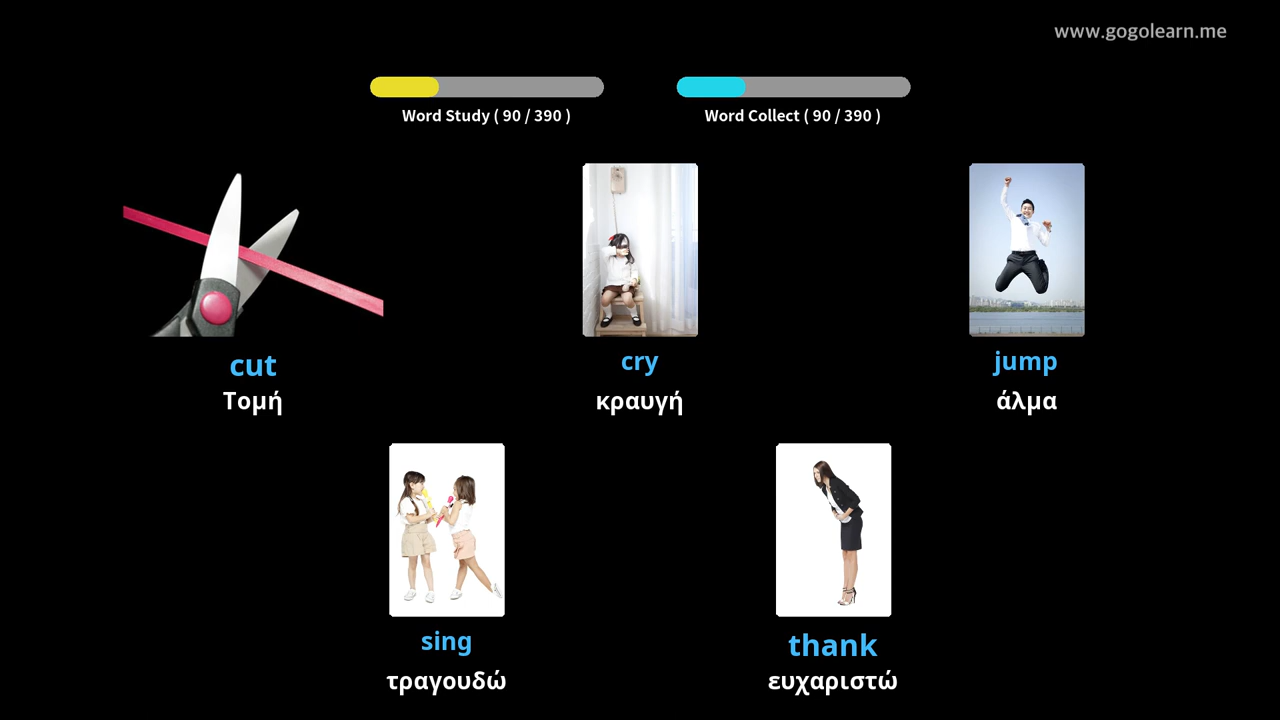 www.gogolearn.me
Word Study ( 90 / 390 )
Word Collect ( 90 / 390 )
cut
Τομή
cry
κραυγή
jump
άλμα
sing
τραγουδώ
thank
ευχαριστώ